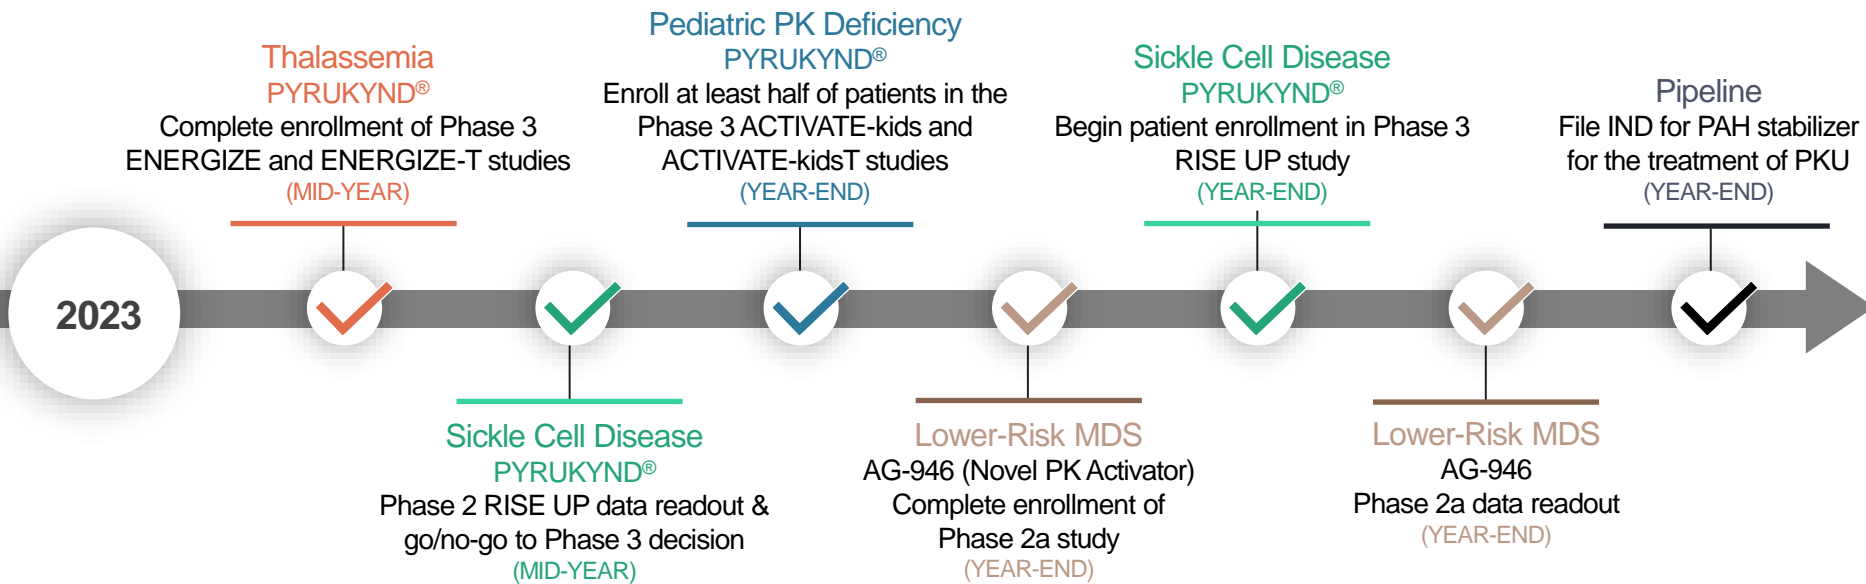 2023
Thalassemia
PYRUKYND®
Complete enrollment of Phase 3
ENERGIZE and ENERGIZE-T studies
(MID-YEAR)
Sickle Cell Disease
PYRUKYND®
Phase 2 RISE UP data readout &
go/no-go to Phase 3 decision
(MID-YEAR)
Pediatric PK Deficiency
PYRUKYND®
Enroll at least half of patients in the
Phase 3 ACTIVATE-kids and
ACTIVATE-kidsT studies
(YEAR-END)
Lower-Risk MDS
AG-946 (Novel PK Activator)
Complete enrollment of
Phase 2a study
(YEAR-END)
Sickle Cell Disease
PYRUKYND®
Begin patient enrollment in Phase 3
RISE UP study
(YEAR-END)
Lower-Risk MDS
AG-946
Phase 2a data readout
(YEAR-END)
Pipeline
File IND for PAH stabilizer
for the treatment of PKU
(YEAR-END)